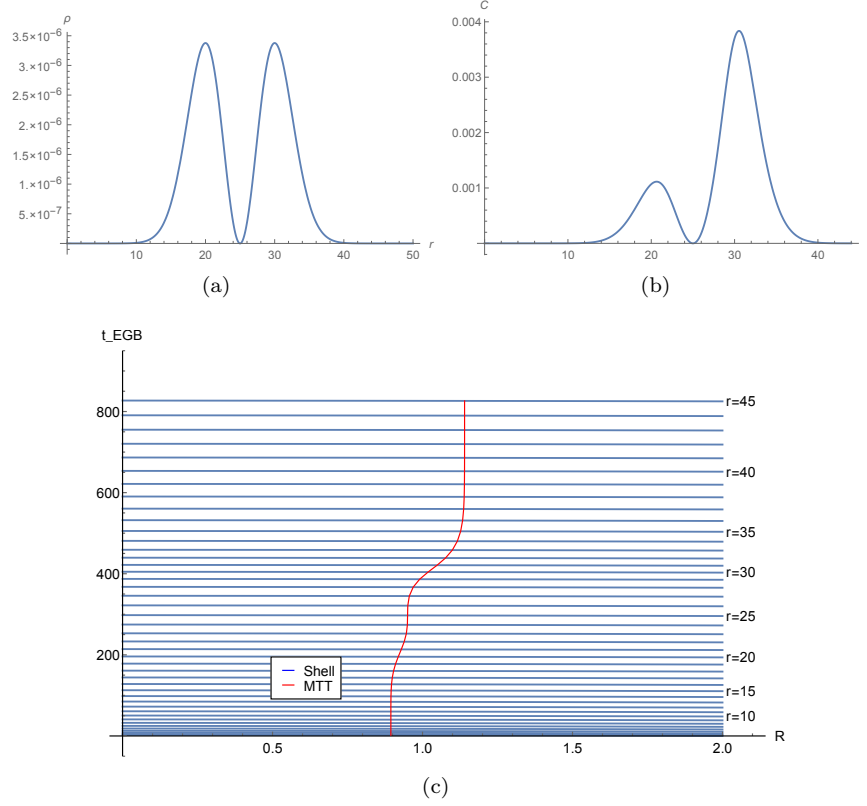 ρ
3.5×10⁻⁶
3.×10⁻⁶
2.5×10⁻⁶
2.×10⁻⁶
1.5×10⁻⁶
1.×10⁻⁶
5.×10⁻⁷
10 20 30 40 50 r
(a)
C
0.004
0.003
0.002
0.001
10 20 30 40
(b)
t_EGB
800
600
400
200
r=45
r=40
r=35
r=30
r=25
r=20
r=15
r=10
Shell
MTT
0.5 1.0 1.5 2.0 R
(c)